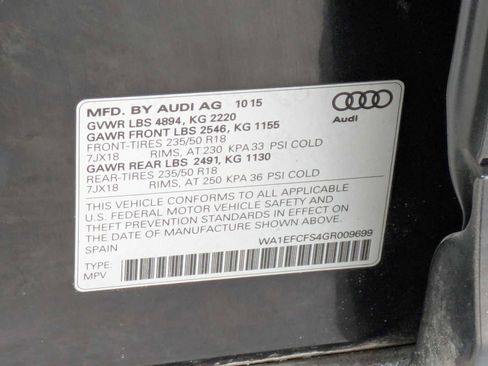 MFD. BY AUDI AG 10 15
GVWR LBS 4894, KG 2220
GAWR FRONT LBS 2546, KG 1155
FRONT-TIRES 235/50 R18
7JX18 RIMS, AT 230 KPA 33 PSI COLD
GAWR REAR LBS 2491, KG 1130
REAR-TIRES 235/50 R18
7JX18 RIMS, AT 250 KPA 36 PSI COLD
Audi
THIS VEHICLE CONFORMS TO ALL APPLICABLE
U.S. FEDERAL MOTOR VEHICLE SAFETY AND
THEFT PREVENTION STANDARDS IN EFFECT ON
THE DATE OF MANUFACTURE SHOWN ABOVE.
SPAIN WA1EFCFS4GR009699
TYPE:
MPV